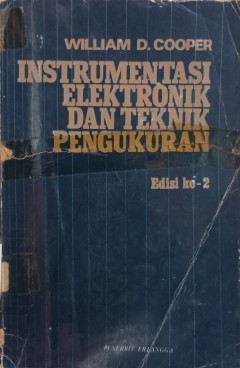 WILLIAM D. COOPER
INSTRUMENTASI
ELEKTRONIK
DAN TEKNIK
PENGUKURAN
Edisi ke-2
PENERBIT ERLANGGA